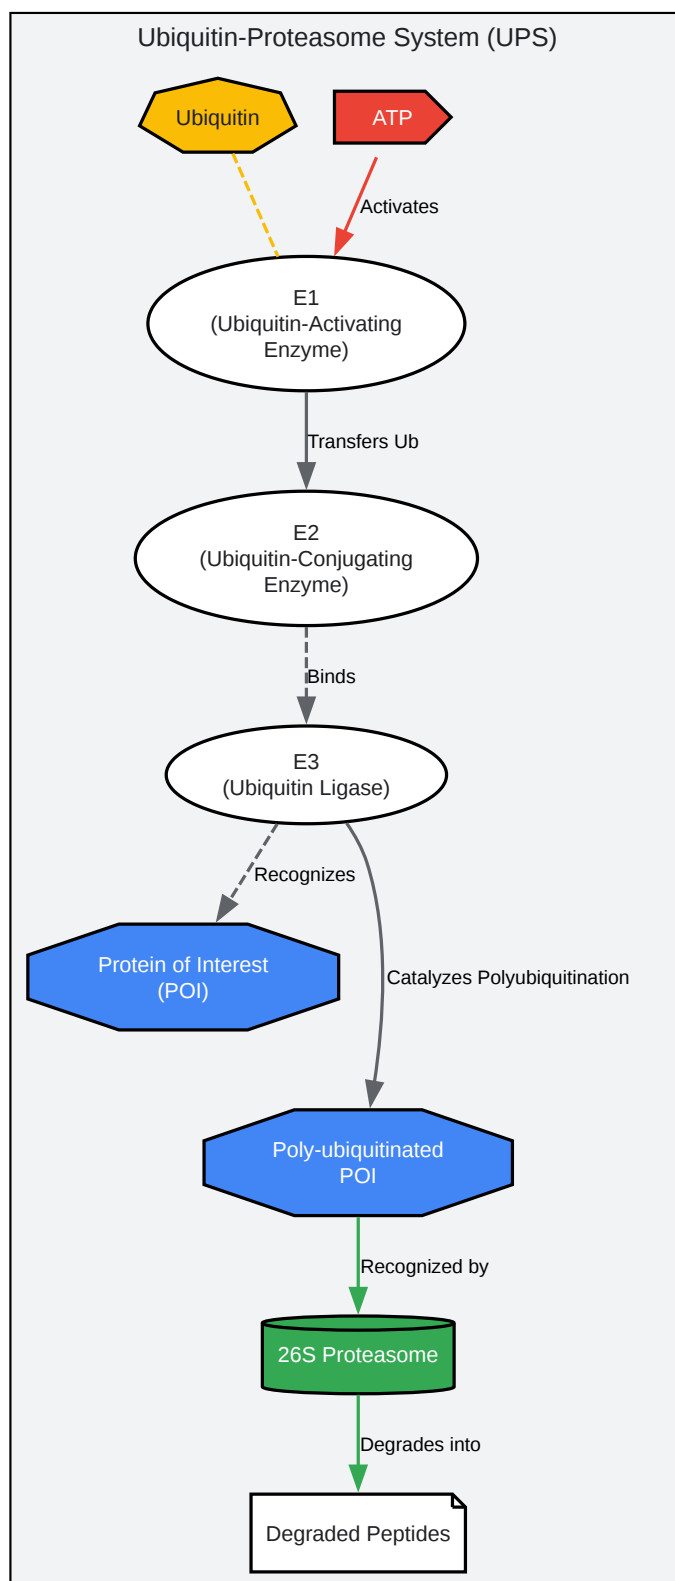 Ubiquitin-Proteasome System (UPS)
Ubiquitin
ATP
Activates
E1
(Ubiquitin-Activating
Enzyme)
Transfers Ub
E2
(Ubiquitin-Conjugating
Enzyme)
Binds
E3
(Ubiquitin Ligase)
Recognizes
Protein of Interest
(POI)
Catalyzes Polyubiquitination
Poly-ubiquitinated
POI
Recognized by
26S Proteasome
Degrades into
Degraded Peptides